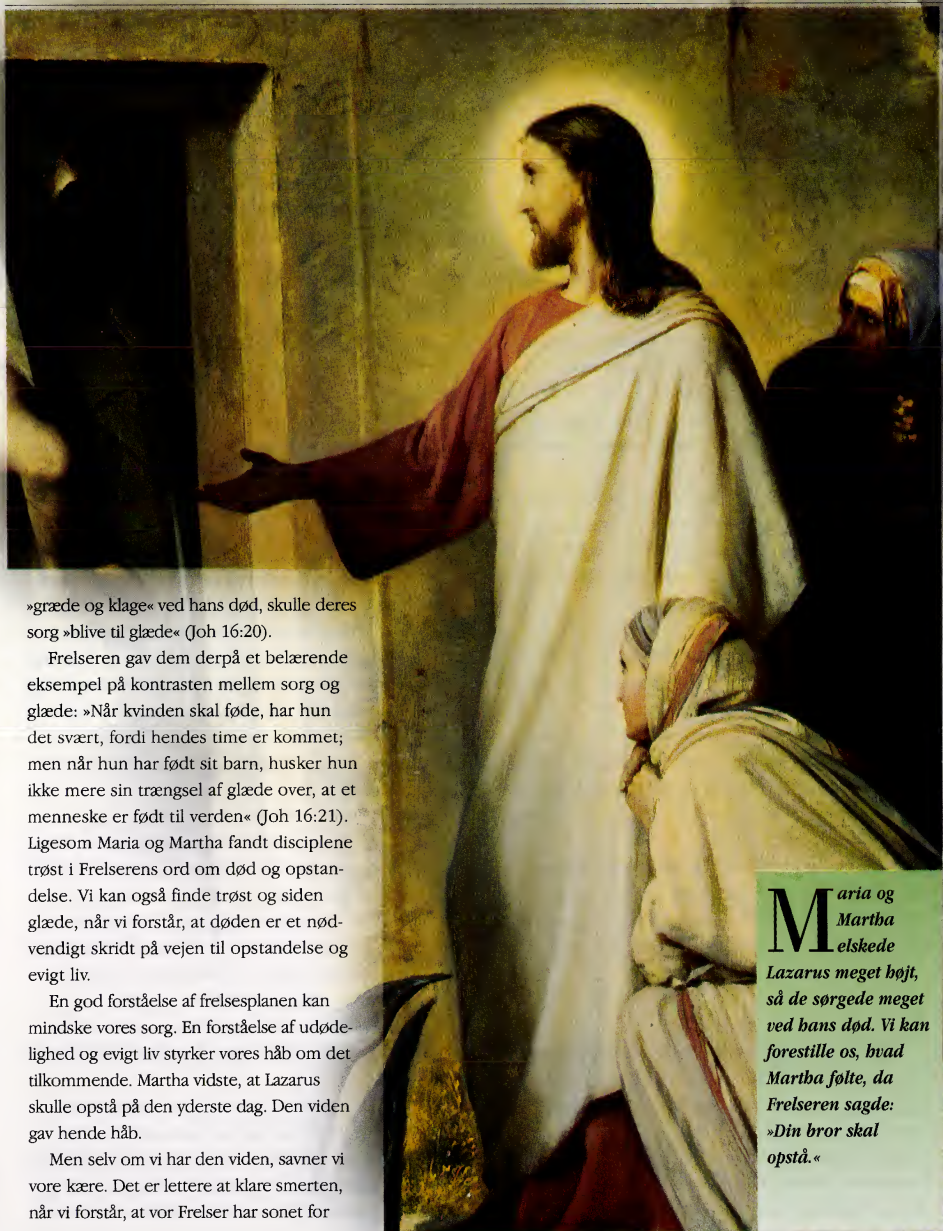 »græde og klage« ved hans død, skulle deres
sorg »blive til glæde« (Joh 16:20).
Frelseren gav dem derpå et belærende
eksempel på kontrasten mellem sorg og
glæde: »Når kvinden skal føde, har hun
det svært, fordi hendes time er kommet;
men når hun har født sit barn, husker hun
ikke mere sin trængsel af glæde over, at et
menneske er født til verden« (Joh 16:21).
Ligesom Maria og Martha fandt disciplene
trøst i Frelserens ord om død og opstan-
delse. Vi kan også finde trøst og siden
glæde, når vi forstår, at døden er et nød-
vendigt skridt på vejen til opstandelse og
evigt liv.
En god forståelse af frelsesplanen kan
mindske vores sorg. En forståelse af udøde-
lighed og evigt liv styrker vores håb om det
tilkommende. Martha vidste, at Lazarus
skulle opstå på den yderste dag. Den viden
gav hende håb.
Men selv om vi har den viden, savner vi
vore kære. Det er lettere at klare smerten,
når vi forstår, at vor Frelser har sonet for
Maria og
Martha
elskede
Lazarus meget højt,
så de sørgede meget
ved hans død. Vi kan
forestille os, hvad
Martha følte, da
Frelseren sagde:
»Din bror skal
opstå.«